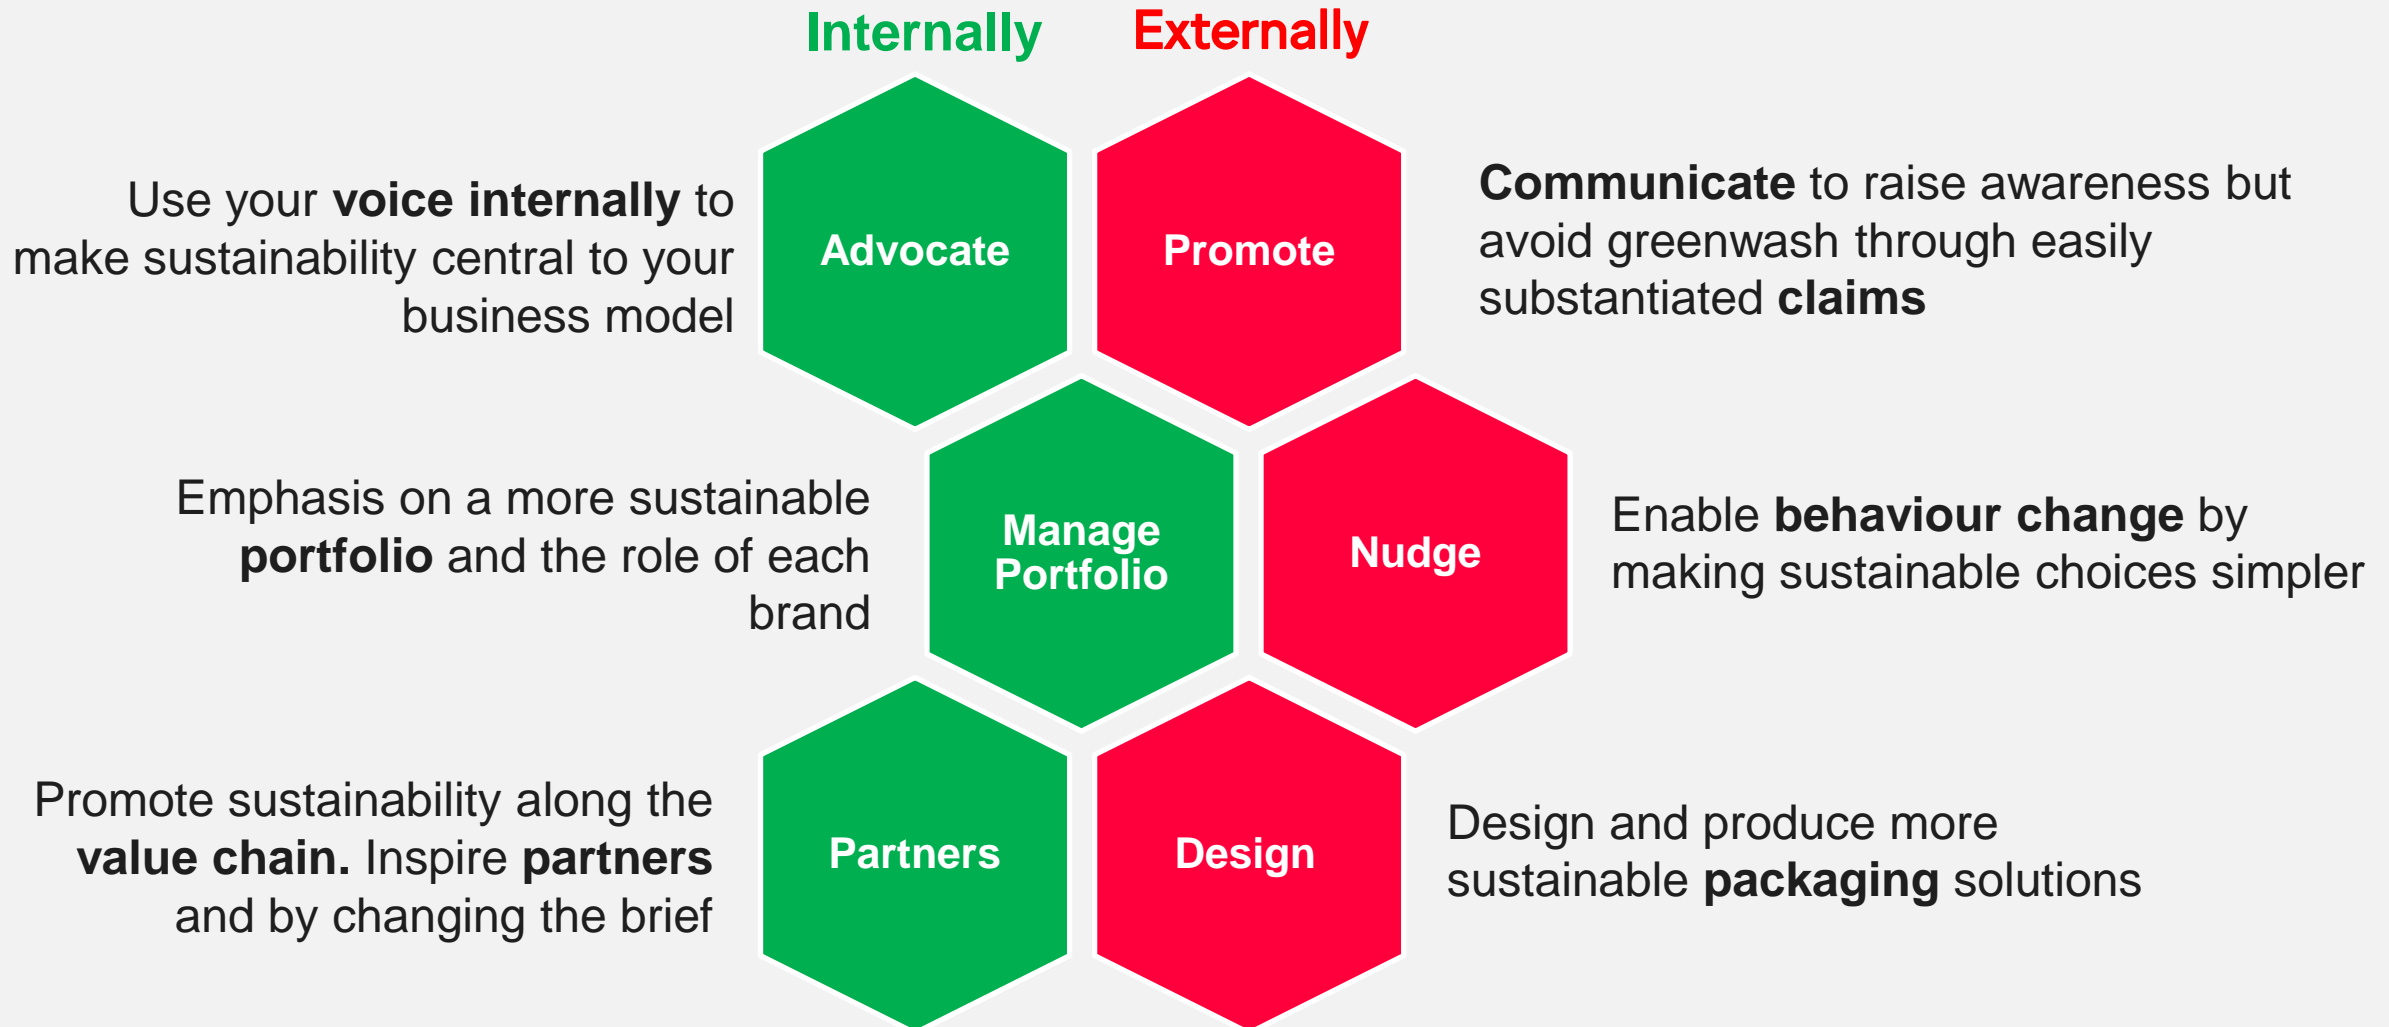 Internally
Externally
Use your voice internally to
make sustainability central to your
business model
Advocate
Promote
Communicate to raise awareness but
avoid greenwash through easily
substantiated claims
Emphasis on a more sustainable
portfolio and the role of each
brand
Manage
Portfolio
Nudge
Enable behaviour change by
making sustainable choices simpler
Promote sustainability along the
value chain. Inspire partners
and by changing the brief
Partners
Design
Design and produce more
sustainable packaging solutions